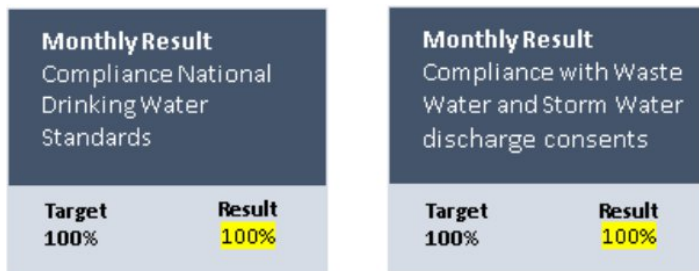 Monthly Result
Compliance National
Drinking Water
Standards
Target Result
100% 100%
Monthly Result
Compliance with Waste
Water and Storm Water
discharge consents
Target Result
100% 100%